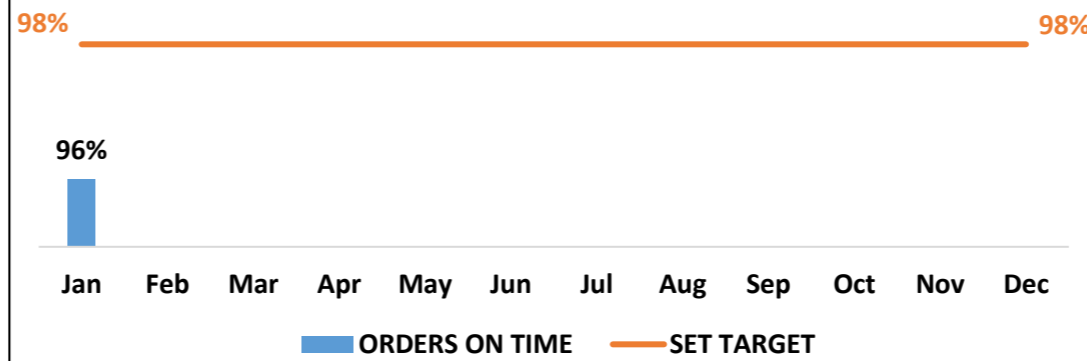 98% 98%
96%
Jan Feb Mar Apr May Jun Jul Aug Sep Oct Nov Dec
ORDERS ON TIME SET TARGET